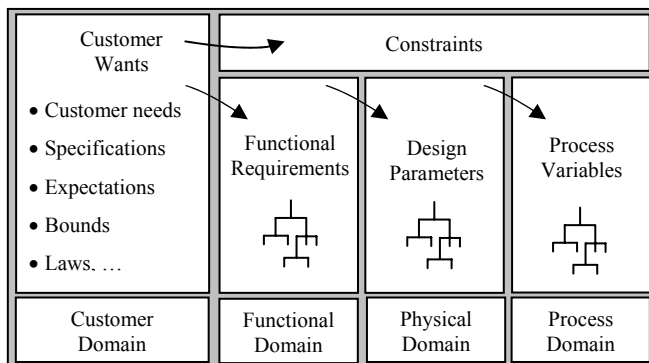 Customer
Wants
• Customer needs
• Specifications
• Expectations
• Bounds
• Laws, …
Constraints
Functional
Requirements
Design
Parameters
Process
Variables
Customer
Domain
Functional
Domain
Physical
Domain
Process
Domain